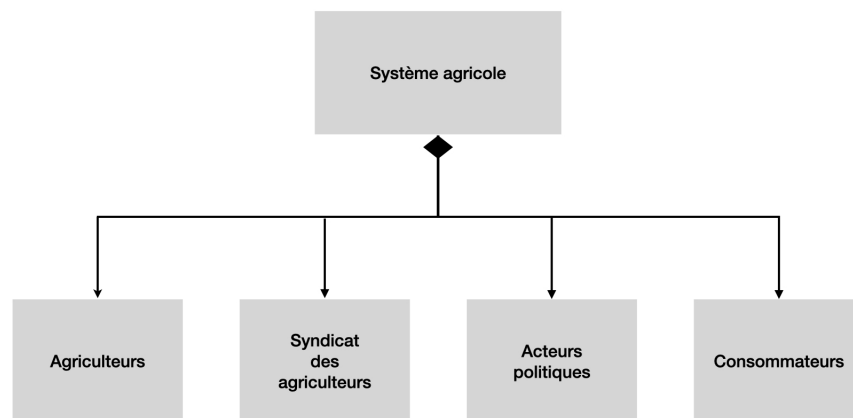 Système agricole
Agriculteurs
Syndicat
des
agriculteurs
Acteurs
politiques
Consommateurs